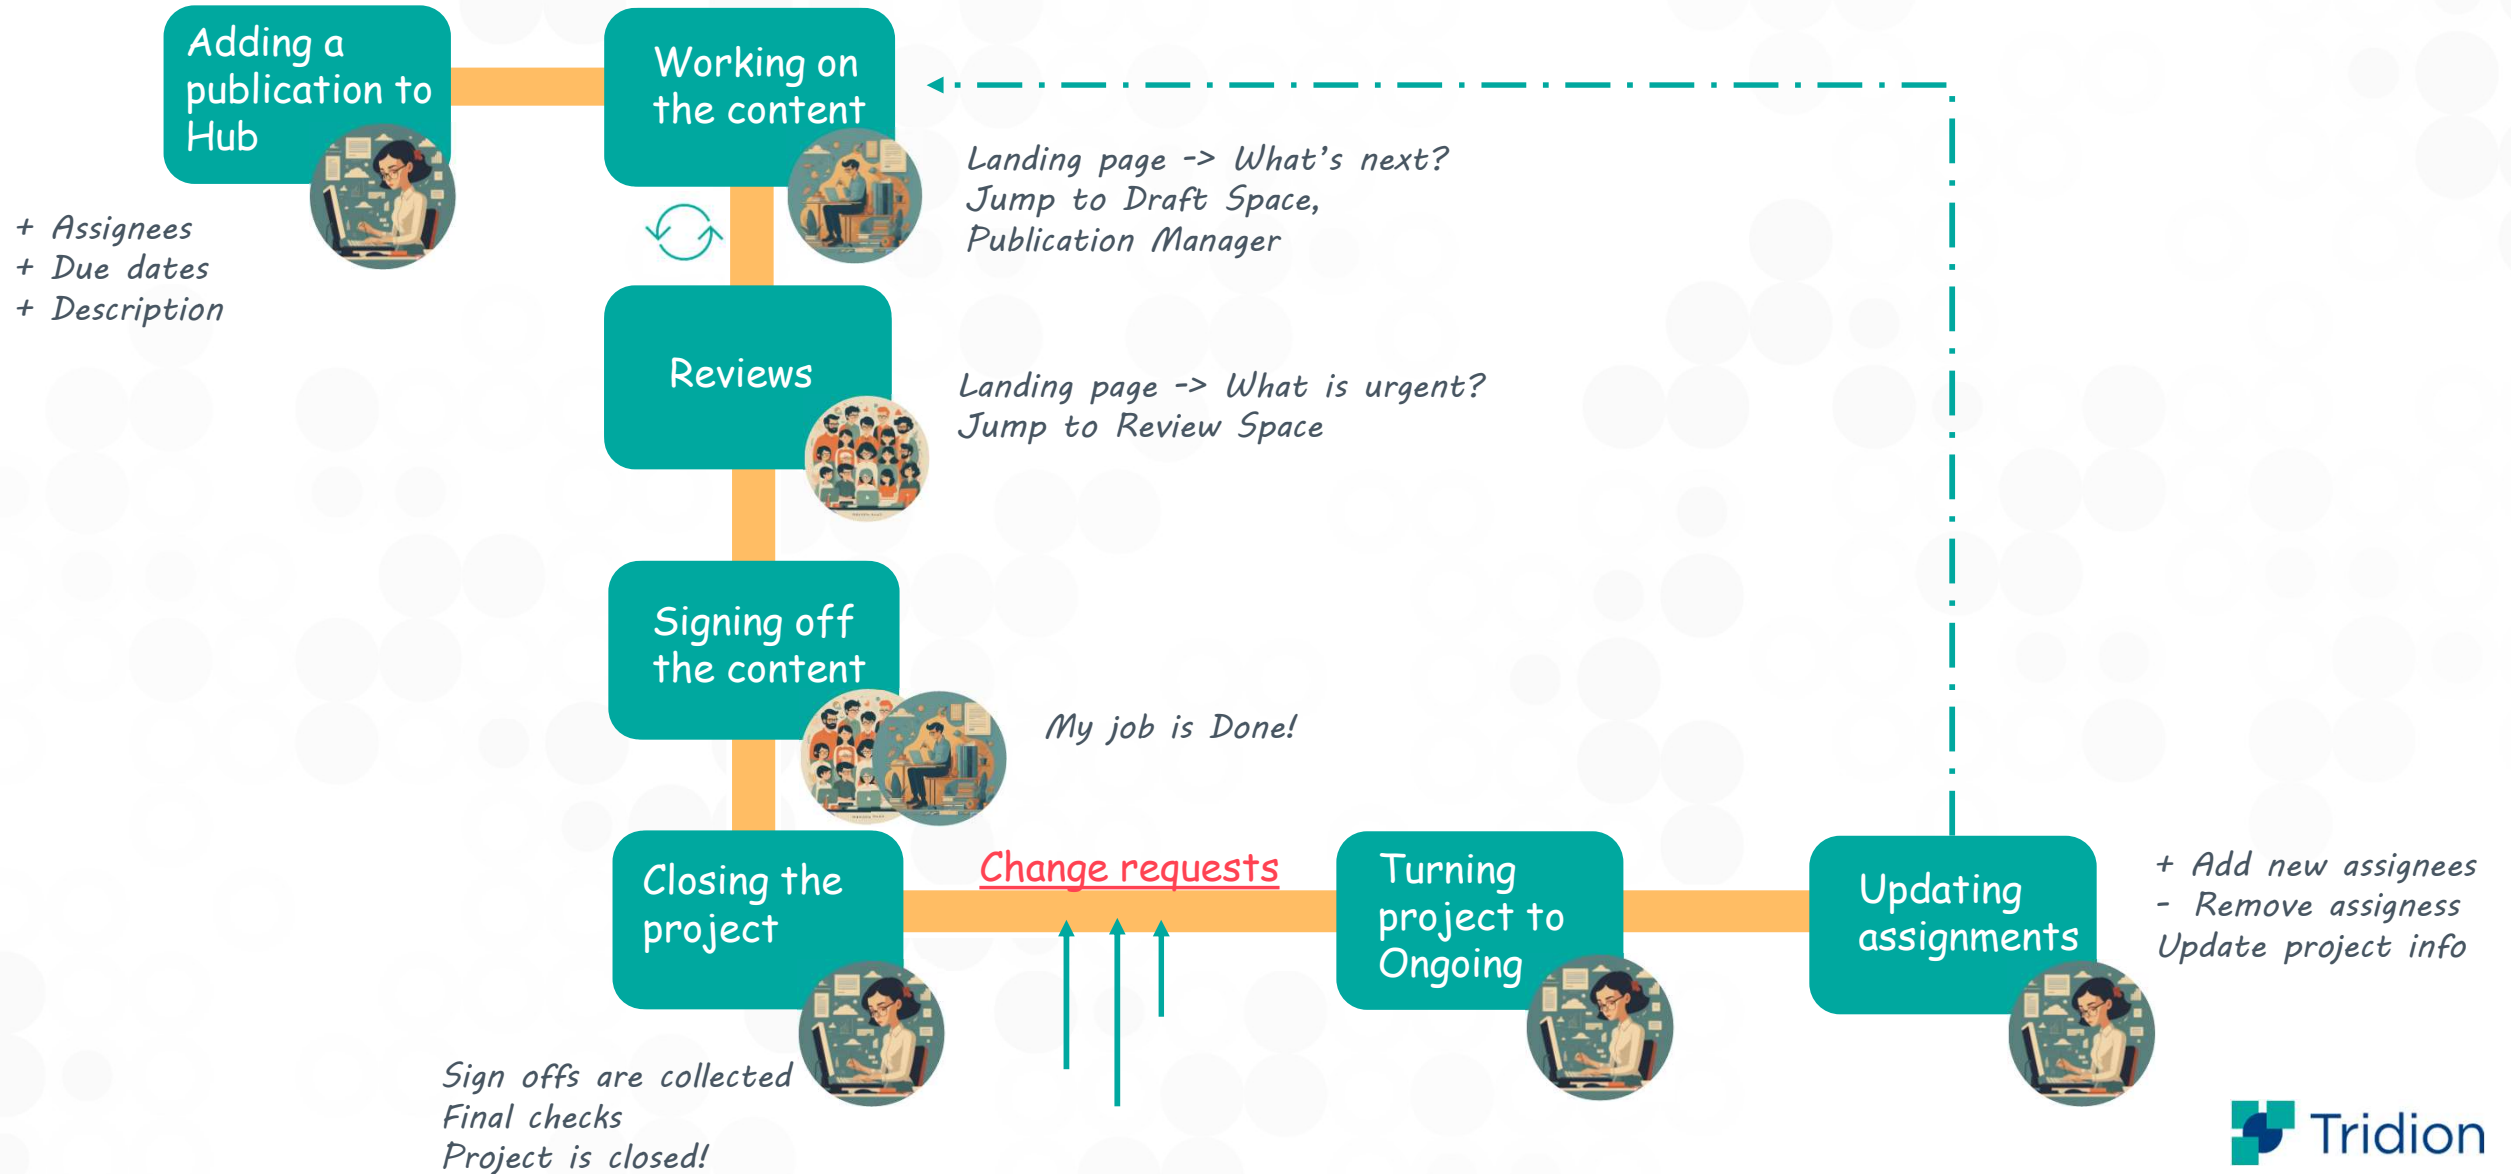 Adding a
publication to
Hub
+ Assignees
+ Due dates
+ Description
Working on
the content
Landing page -> What's next?
Jump to Draft Space,
Publication Manager
Reviews
Landing page -> What is urgent?
Jump to Review Space
Signing off
the content
My job is Done!
Closing the
project
Sign offs are collected
Final checks
Project is closed!
Change requests
Turning
project to
Ongoing
Updating
assignments
+ Add new assignees
- Remove assigness
Update project info
Tridion